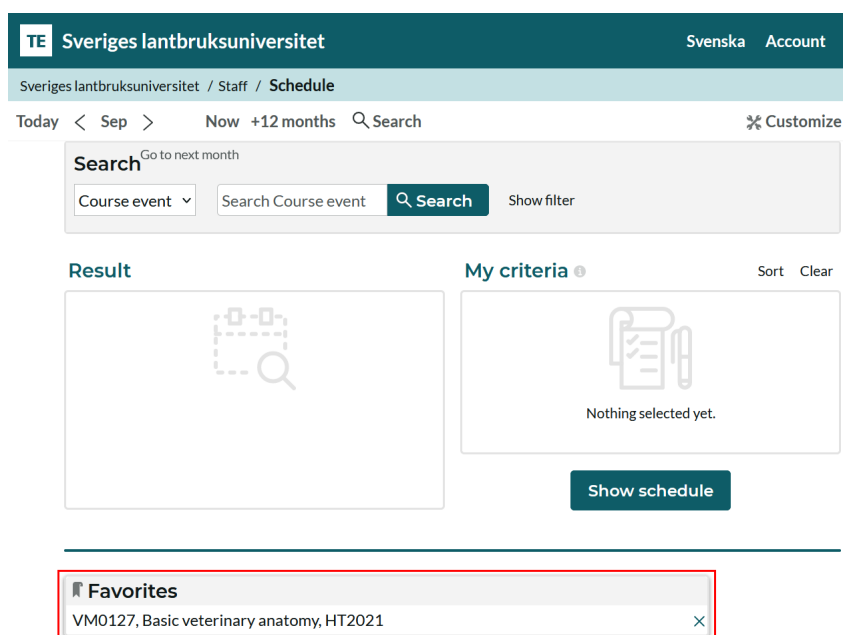 TE Sveriges lantbruksuniversitet Svenska Account
Sveriges lantbruksuniversitet / Staff / Schedule
Today < Sep > Now +12 months Search Customize
Search Go to next month
Course event Search Course event Search Show filter
Result My criteria Sort Clear
Nothing selected yet.
Show schedule
Favorites
VM0127, Basic veterinary anatomy, HT2021 ×